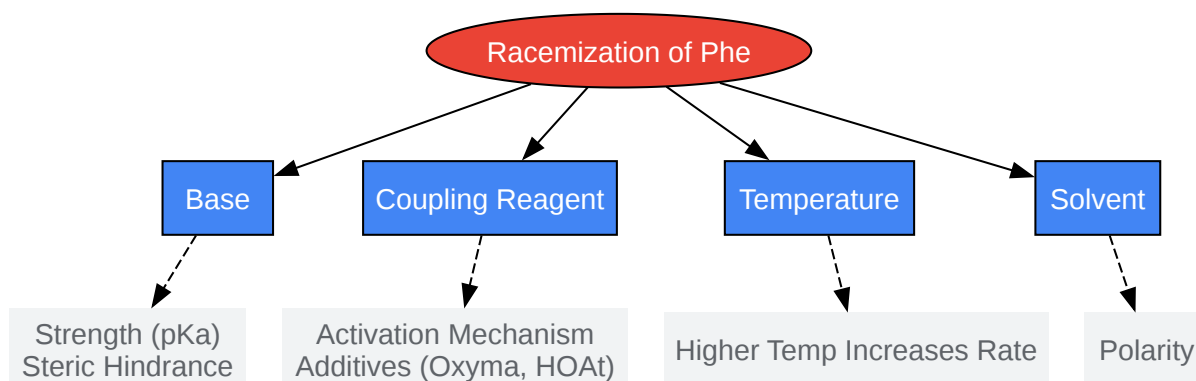 Racemization of Phe
Base
Coupling Reagent
Temperature
Solvent
Strength (pKa)
Steric Hindrance
Activation Mechanism
Additives (Oxyma, HOAt)
Higher Temp Increases Rate
Polarity